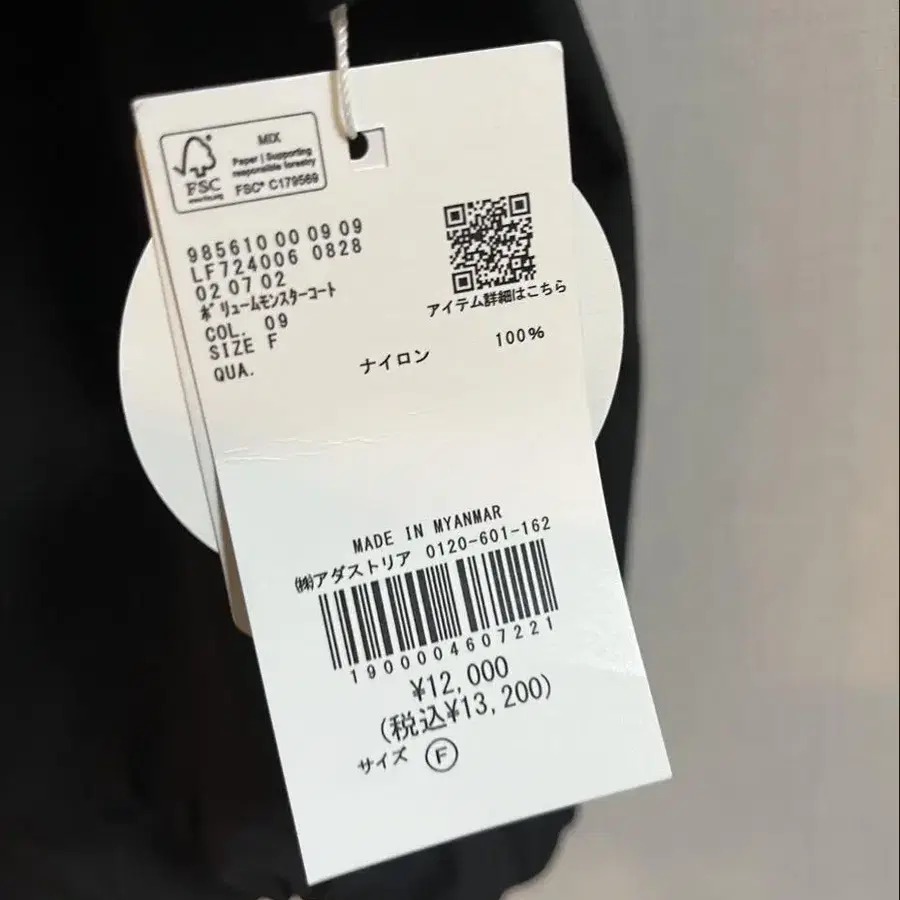 MIX
Paper | Supporting
responsible forestry
FSC
www.fsc.org
FSC® C179569
985610 00 09 09
LF724006 0828
02 07 02
ボリュームモンスターコート
COL. 09
SIZE F
QUA.
アイテム詳細はこちら
ナイロン 100%
MADE IN MYANMAR
㈱アダストリア 0120-601-162
1900004607221
¥12,000
(税込¥13,200)
サイズ Ⓕ